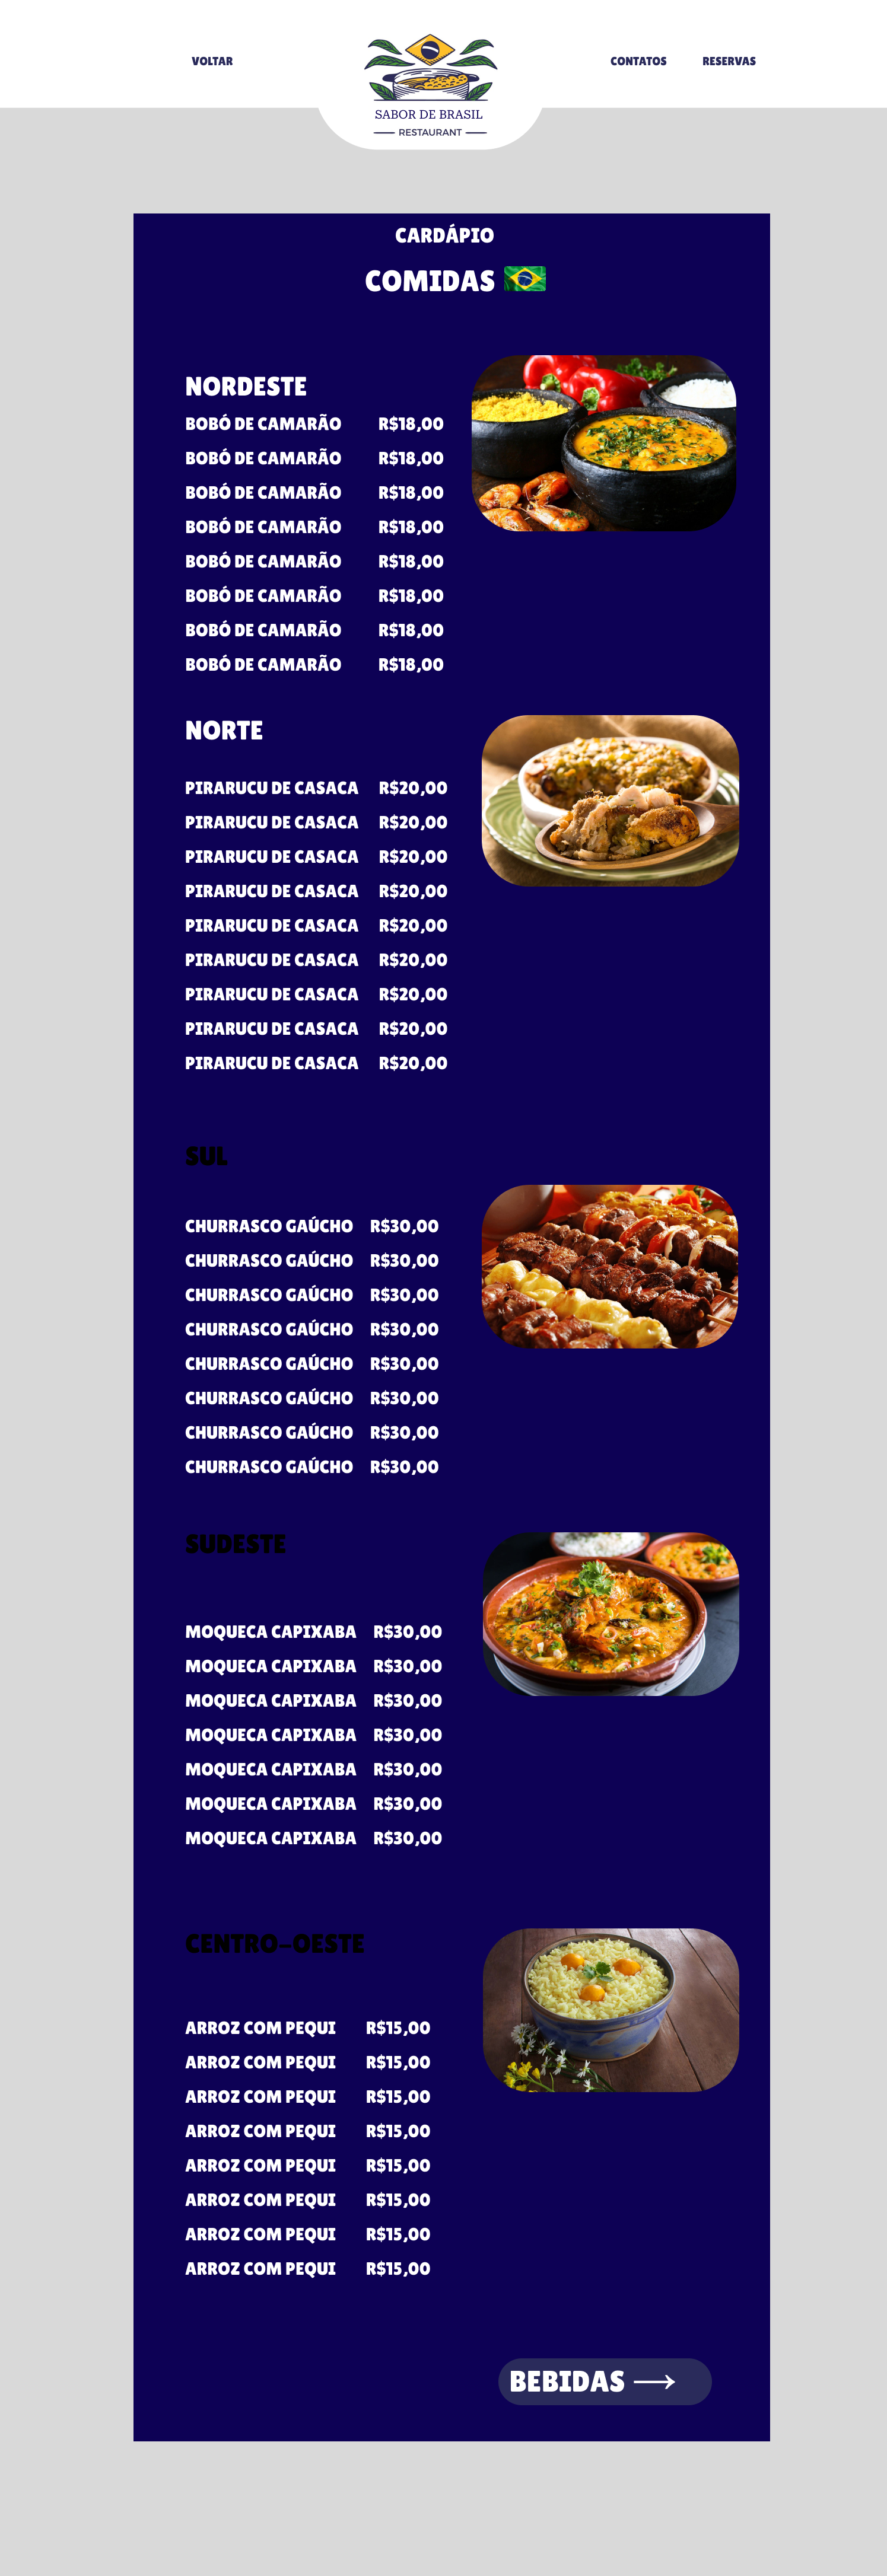 VOLTAR
CONTATOS
RESERVAS
SABOR DE BRASIL
RESTAURANT
CARDÁPIO
COMIDAS
NORDESTE
BOBÓ DE CAMARÃO R$18,00
BOBÓ DE CAMARÃO R$18,00
BOBÓ DE CAMARÃO R$18,00
BOBÓ DE CAMARÃO R$18,00
BOBÓ DE CAMARÃO R$18,00
BOBÓ DE CAMARÃO R$18,00
BOBÓ DE CAMARÃO R$18,00
BOBÓ DE CAMARÃO R$18,00
NORTE
PIRARUCU DE CASACA R$20,00
PIRARUCU DE CASACA R$20,00
PIRARUCU DE CASACA R$20,00
PIRARUCU DE CASACA R$20,00
PIRARUCU DE CASACA R$20,00
PIRARUCU DE CASACA R$20,00
PIRARUCU DE CASACA R$20,00
PIRARUCU DE CASACA R$20,00
PIRARUCU DE CASACA R$20,00
SUL
CHURRASCO GAÚCHO R$30,00
CHURRASCO GAÚCHO R$30,00
CHURRASCO GAÚCHO R$30,00
CHURRASCO GAÚCHO R$30,00
CHURRASCO GAÚCHO R$30,00
CHURRASCO GAÚCHO R$30,00
CHURRASCO GAÚCHO R$30,00
CHURRASCO GAÚCHO R$30,00
SUDESTE
MOQUECA CAPIXABA R$30,00
MOQUECA CAPIXABA R$30,00
MOQUECA CAPIXABA R$30,00
MOQUECA CAPIXABA R$30,00
MOQUECA CAPIXABA R$30,00
MOQUECA CAPIXABA R$30,00
MOQUECA CAPIXABA R$30,00
CENTRO-OESTE
ARROZ COM PEQUI R$15,00
ARROZ COM PEQUI R$15,00
ARROZ COM PEQUI R$15,00
ARROZ COM PEQUI R$15,00
ARROZ COM PEQUI R$15,00
ARROZ COM PEQUI R$15,00
ARROZ COM PEQUI R$15,00
ARROZ COM PEQUI R$15,00
BEBIDAS →